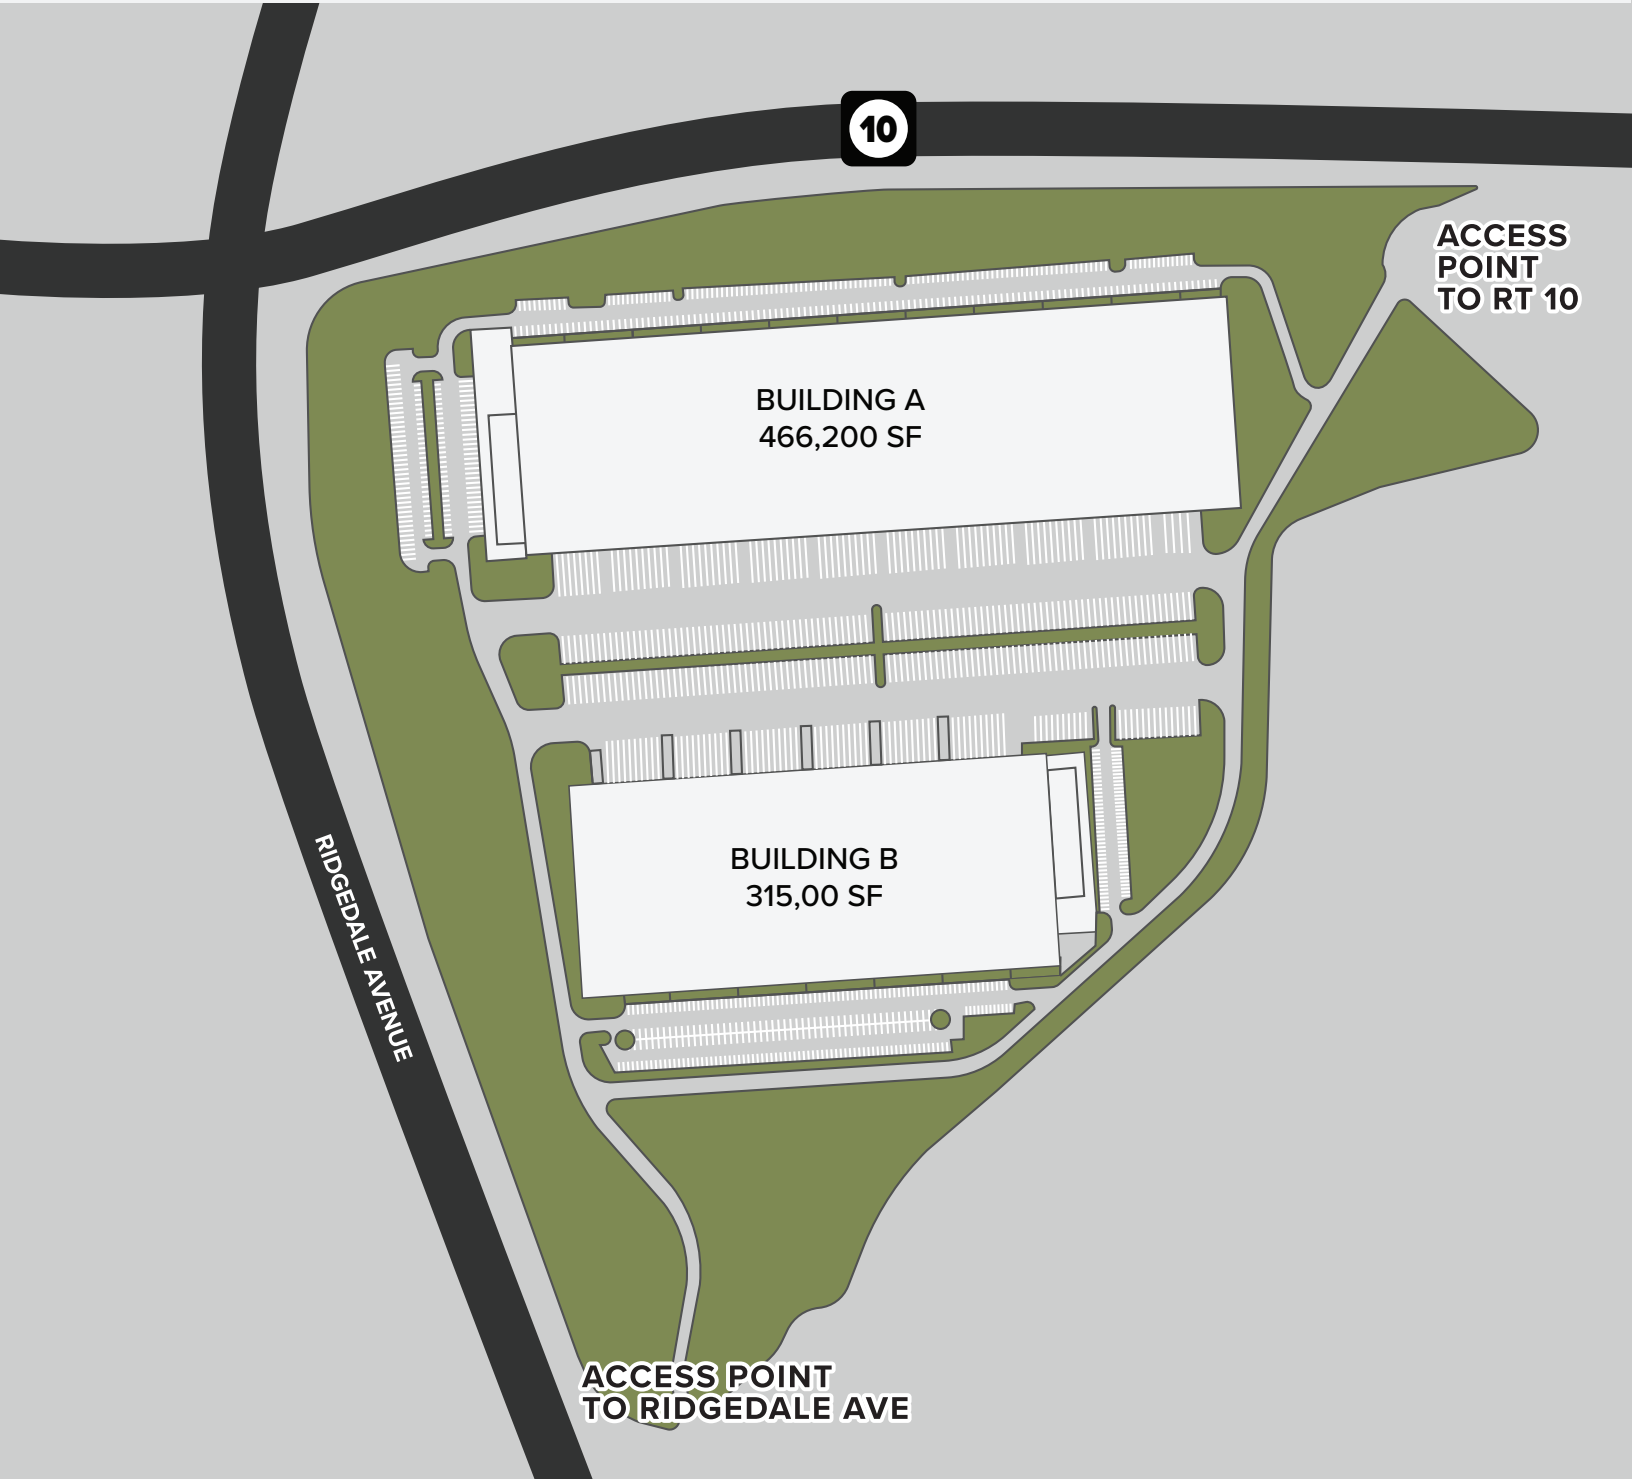 10
ACCESS
POINT
TO RT 10
BUILDING A
466,200 SF
BUILDING B
315,00 SF
RIDGEDALE AVENUE
ACCESS POINT
TO RIDGEDALE AVE